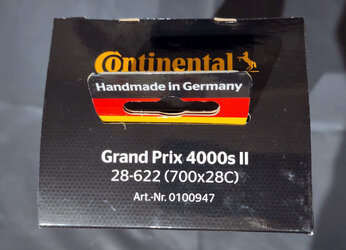 Continental
Handmade in Germany
Grand Prix 4000s II
28-622 (700x28C)
Art.-Nr. 0100947